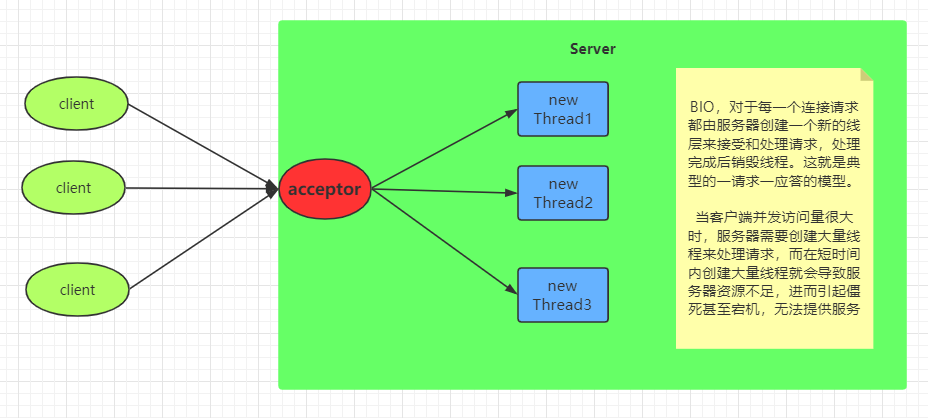 Server
client
client
client
acceptor
new
Thread1
new
Thread2
new
Thread3
BIO，对于每一个连接请求
都由服务器创建一个新的线
层来接受和处理请求，处理
完成后销毁线程。这就是典
型的一请求一应答的模型。
当客户端并发访问量很大
时，服务器需要创建大量线
程来处理请求，而在短时间
内创建大量线程就会导致服
务器资源不足，进而引起僵
死甚至宕机，无法提供服务